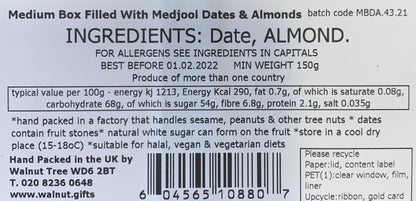 Medium Box Filled With Medjool Dates & Almonds batch code MBDA.43.21
INGREDIENTS: Date, ALMOND.
FOR ALLERGENS SEE INGREDIENTS IN CAPITALS
BEST BEFORE 01.02.2022 MIN WEIGHT 150g
Produce of more than one country
typical value per 100g - energy kj 1213, Energy Kcal 290, fat 0.7g, of which is saturate 0.08g,
carbohydrate 68g, of which is sugar 54g, fibre 6.8g, protein 2.1g, salt 0.035g
*hand packed in a factory that handles sesame, peanuts & other tree nuts * dates
contain fruit stones* natural white sugar can form on the fruit *store in a cool dry
place (15-18oC) *suitable for halal, vegan & vegetarian diets
Hand Packed in the UK by
Walnut Tree WD6 2BT
T. 020 8236 0648
www.walnut.gifts
6 04565 10880 7
Please recycle
Paper:lid, content label
PET(1):clear window, film,
liner
Upcycle:ribbon, gold card